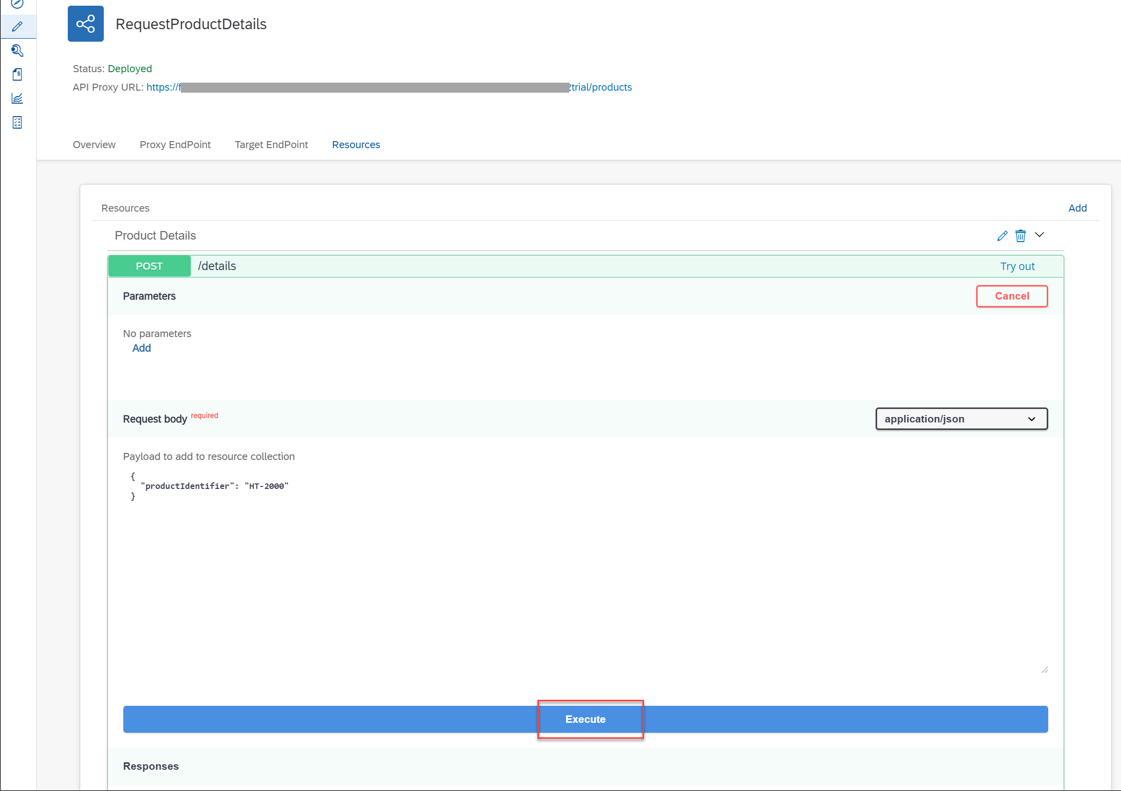 RequestProductDetails
Status: Deployed
API Proxy URL: https://f trial/products
Overview Proxy EndPoint Target EndPoint Resources
Resources Add
Product Details
POST /details Try out
Parameters Cancel
No parameters
Add
Request body required application/json
Payload to add to resource collection
{
"productIdentifier": "HT-2000"
}
Execute
Responses